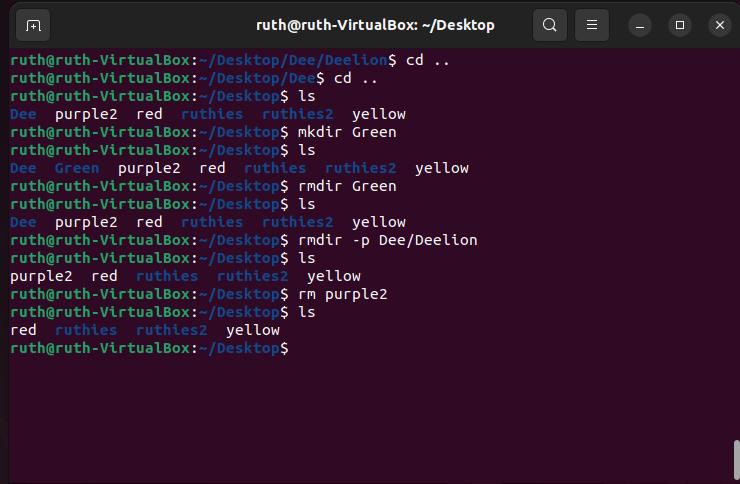 ruth@ruth-VirtualBox: ~/Desktop
ruth@ruth-VirtualBox:~/Desktop/Dee/Deelion$ cd ..
ruth@ruth-VirtualBox:~/Desktop/Dee$ cd ..
ruth@ruth-VirtualBox:~/Desktop$ ls
Dee  purple2  red  ruthies  ruthies2  yellow
ruth@ruth-VirtualBox:~/Desktop$ mkdir Green
ruth@ruth-VirtualBox:~/Desktop$ ls
Dee  Green  purple2  red  ruthies  ruthies2  yellow
ruth@ruth-VirtualBox:~/Desktop$ rmdir Green
ruth@ruth-VirtualBox:~/Desktop$ ls
Dee  purple2  red  ruthies  ruthies2  yellow
ruth@ruth-VirtualBox:~/Desktop$ rmdir -p Dee/Deelion
ruth@ruth-VirtualBox:~/Desktop$ ls
purple2  red  ruthies  ruthies2  yellow
ruth@ruth-VirtualBox:~/Desktop$ rm purple2
ruth@ruth-VirtualBox:~/Desktop$ ls
red  ruthies  ruthies2  yellow
ruth@ruth-VirtualBox:~/Desktop$